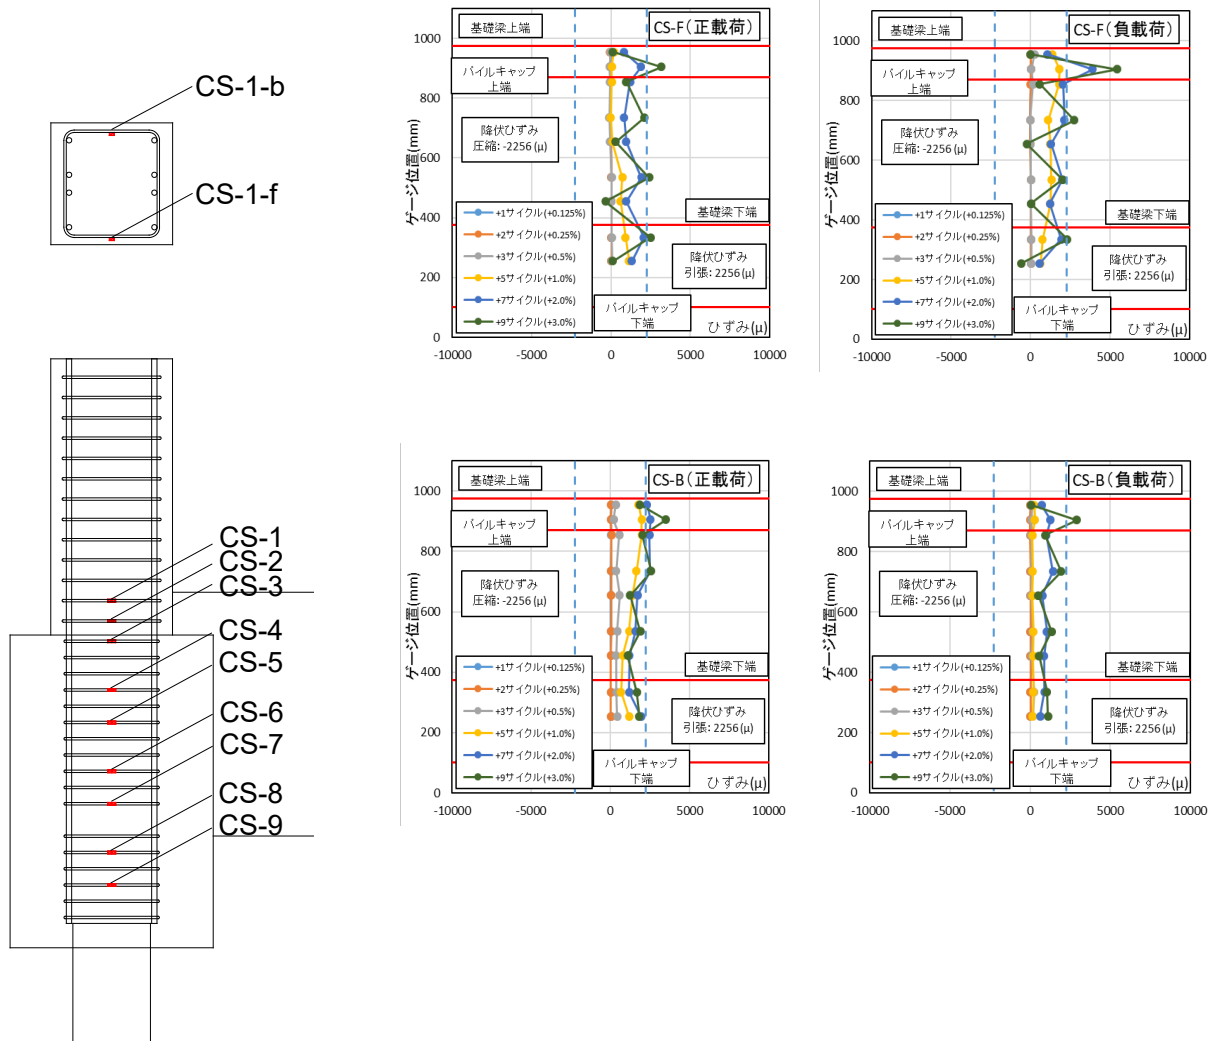 CS-1-b
CS-1-f
CS-1
CS-2
CS-3
CS-4
CS-5
CS-6
CS-7
CS-8
CS-9
CS-F（正載荷）
基礎梁上端
パイルキャップ
上端
降伏ひずみ
圧縮: -2256(μ)
基礎梁下端
降伏ひずみ
引張: 2256(μ)
パイルキャップ
下端
+1サイクル(+0.125%)
+2サイクル(+0.25%)
+3サイクル(+0.5%)
+5サイクル(+1.0%)
+7サイクル(+2.0%)
+9サイクル(+3.0%)
ゲージ位置(mm)
1000
800
600
400
200
0
ひずみ(μ)
-10000 -5000 0 5000 10000
CS-F（負載荷）
基礎梁上端
パイルキャップ
上端
降伏ひずみ
圧縮: -2256(μ)
基礎梁下端
降伏ひずみ
引張: 2256(μ)
パイルキャップ
下端
+1サイクル(+0.125%)
+2サイクル(+0.25%)
+3サイクル(+0.5%)
+5サイクル(+1.0%)
+7サイクル(+2.0%)
+9サイクル(+3.0%)
ゲージ位置(mm)
1000
800
600
400
200
0
ひずみ(μ)
-10000 -5000 0 5000 10000
CS-B（正載荷）
基礎梁上端
パイルキャップ
上端
降伏ひずみ
圧縮: -2256(μ)
基礎梁下端
降伏ひずみ
引張: 2256(μ)
パイルキャップ
下端
+1サイクル(+0.125%)
+2サイクル(+0.25%)
+3サイクル(+0.5%)
+5サイクル(+1.0%)
+7サイクル(+2.0%)
+9サイクル(+3.0%)
ゲージ位置(mm)
1000
800
600
400
200
0
ひずみ(μ)
-10000 -5000 0 5000 10000
CS-B（負載荷）
基礎梁上端
パイルキャップ
上端
降伏ひずみ
圧縮: -2256(μ)
基礎梁下端
降伏ひずみ
引張: 2256(μ)
パイルキャップ
下端
+1サイクル(+0.125%)
+2サイクル(+0.25%)
+3サイクル(+0.5%)
+5サイクル(+1.0%)
+7サイクル(+2.0%)
+9サイクル(+3.0%)
ゲージ位置(mm)
1000
800
600
400
200
0
ひずみ(μ)
-10000 -5000 0 5000 10000